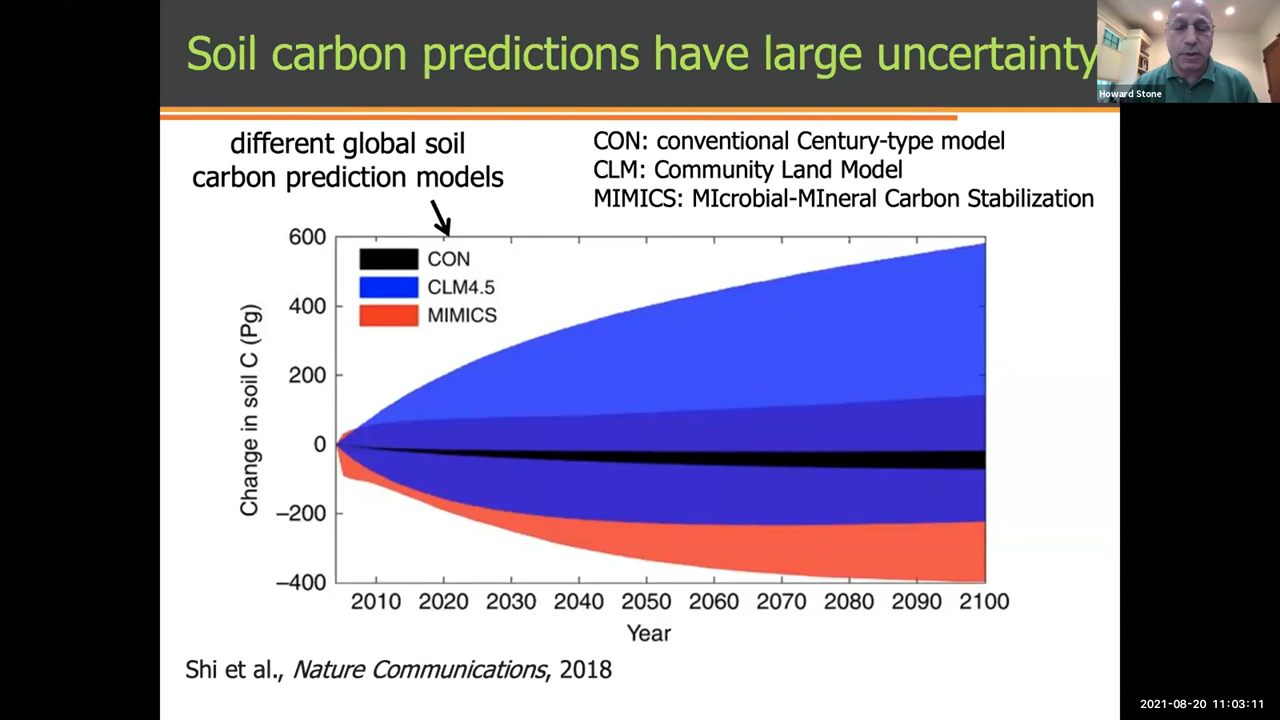 Soil carbon predictions have large uncertainty
Howard Stone
different global soil
carbon prediction models
CON: conventional Century-type model
CLM: Community Land Model
MIMICS: MIcrobial-MIneral Carbon Stabilization
600
400
200
0
−200
−400
Change in soil C (Pg)
CON
CLM4.5
MIMICS
2010 2020 2030 2040 2050 2060 2070 2080 2090 2100
Year
Shi et al., Nature Communications, 2018
2021-08-20 11:03:11